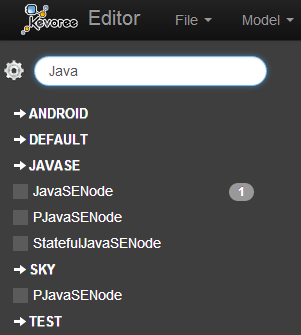 Kevoree Editor File Model
Java
ANDROID
DEFAULT
JAVASE
JavaSENode 1
PJavaSENode
StatefulJavaSENode
SKY
PJavaSENode
TEST